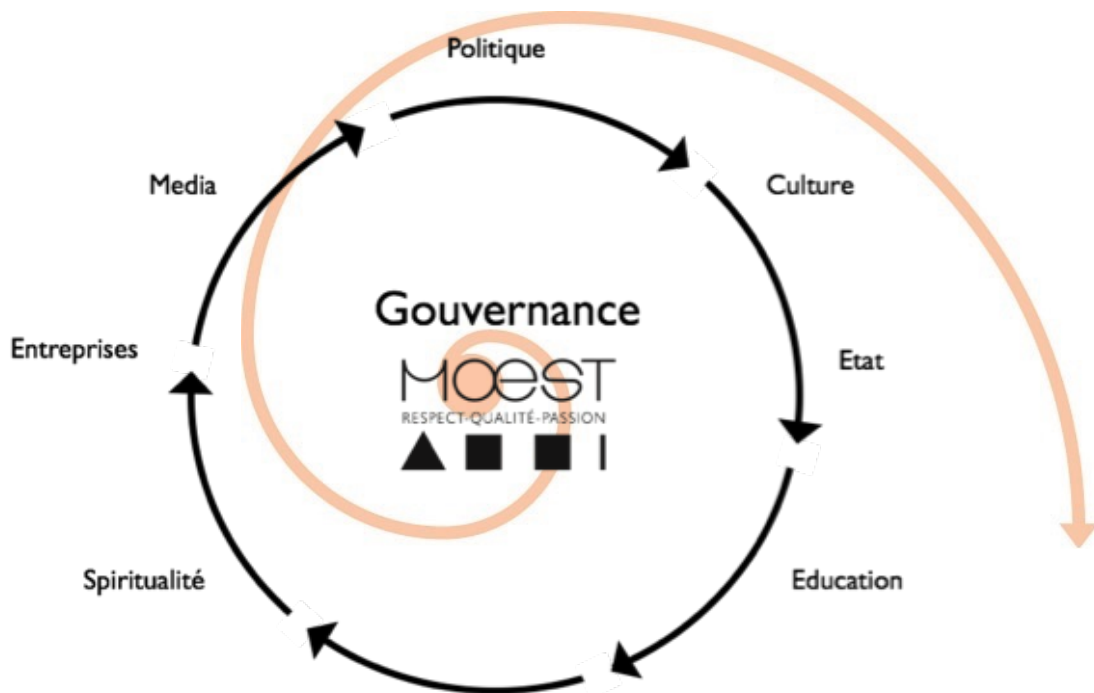 Politique
Media
Culture
Gouvernance
Entreprises
MOEST
Etat
RESPECT-QUALITÉ-PASSION
Spiritualité
Education